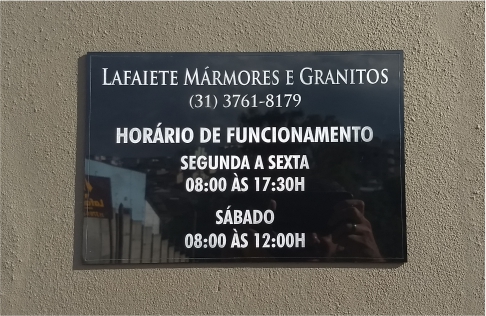 LAFAIETE MÁRMORES E GRANITOS
(31) 3761-8179
HORÁRIO DE FUNCIONAMENTO
SEGUNDA A SEXTA
08:00 ÀS 17:30H
SÁBADO
08:00 ÀS 12:00H